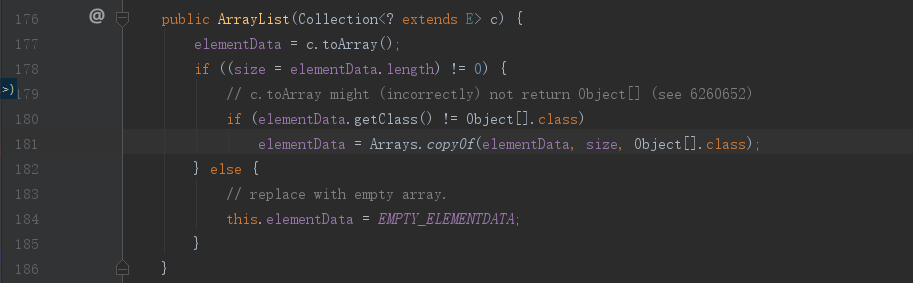 176 @ public ArrayList(Collection<? extends E> c) {
177 elementData = c.toArray();
178 if ((size = elementData.length) != 0) {
>) 179 // c.toArray might (incorrectly) not return Object[] (see 6260652)
180 if (elementData.getClass() != Object[].class)
181 elementData = Arrays.copyOf(elementData, size, Object[].class);
182 } else {
183 // replace with empty array.
184 this.elementData = EMPTY_ELEMENTDATA;
185 }
186 }